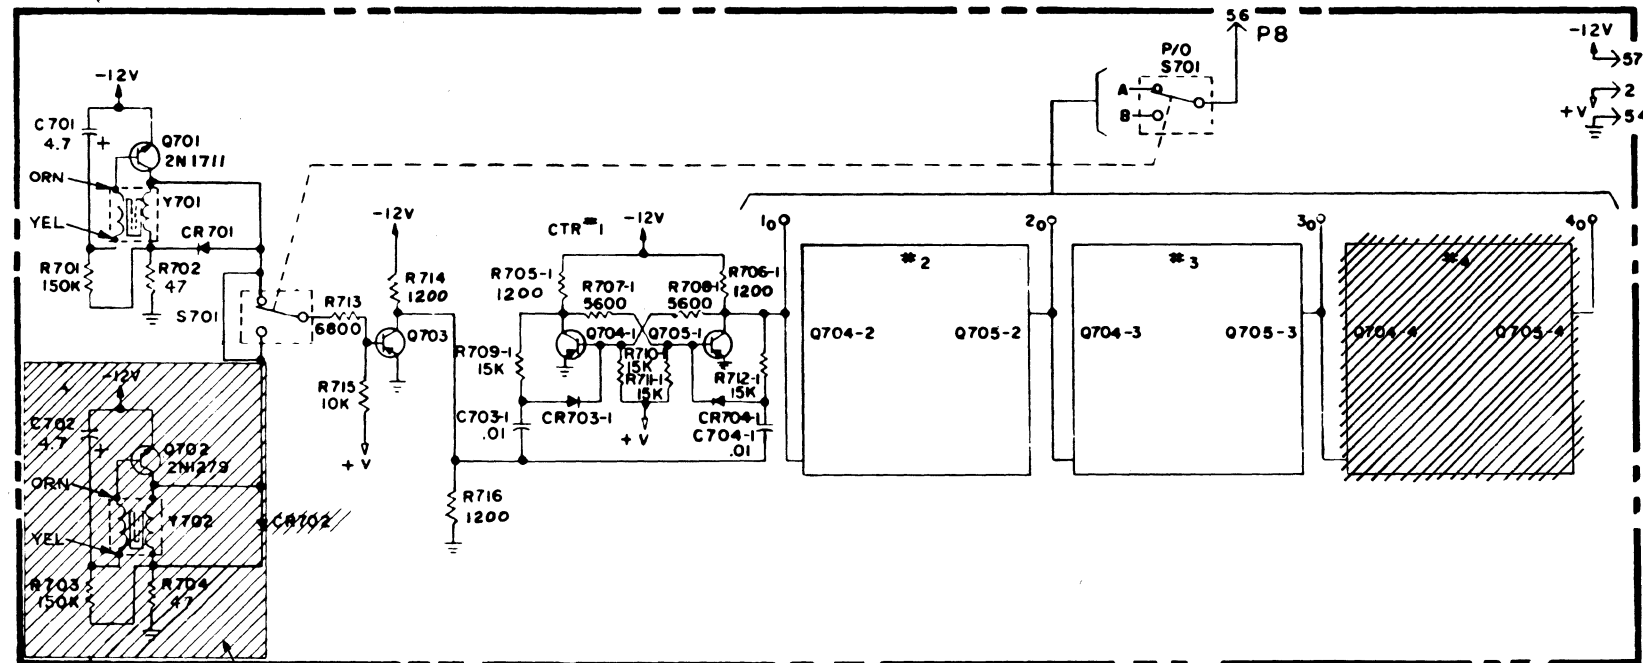 56
P8
-12V
57
2
+V
54
P/O
S701
A
B
-12V
C701
4.7
+
Q701
2N1711
ORN
YEL
Y701
CR701
R701
150K
R702
47
S701
R713
6800
-12V
R714
1200
Q703
R715
10K
+V
R716
1200
CTR #1
-12V
R705-1
1200
R707-1
5600
R708-1
5600
R706-1
1200
Q704-1
Q705-1
R709-1
15K
R710-1
15K
R711-1
15K
R712-1
15K
CR703-1
C703-1
.01
+V
CR704-1
C704-1
.01
10
20
30
40
#2
Q704-2
Q705-2
#3
Q704-3
Q705-3
#4
Q704-4
Q705-4
-12V
C702
4.7
+
Q702
2N1279
ORN
YEL
Y702
CR702
R703
150K
R704
47